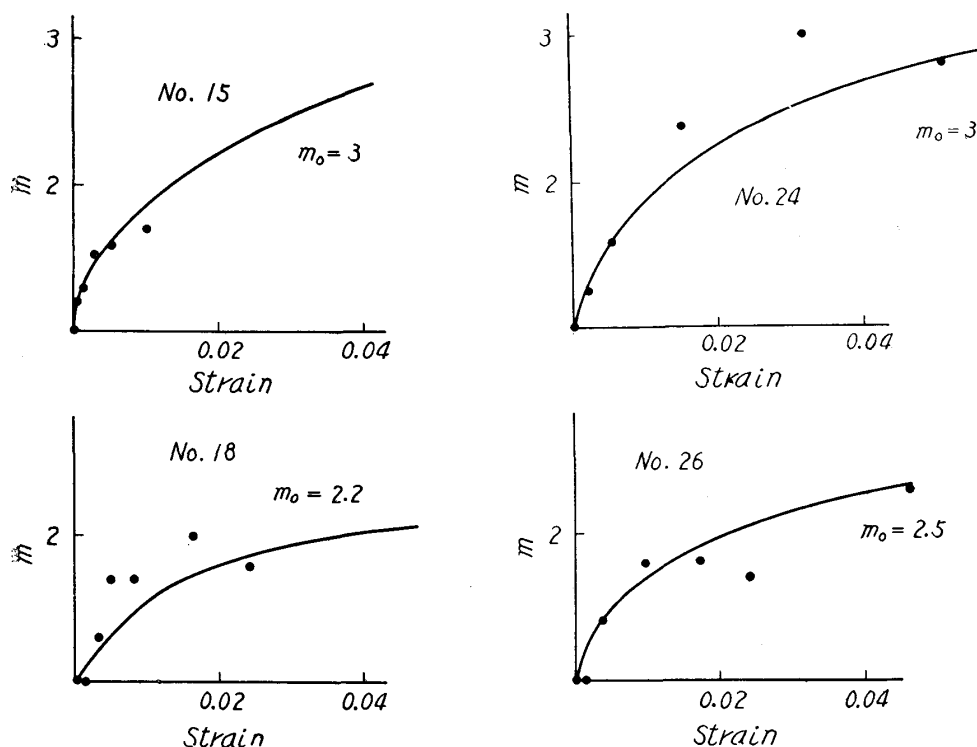 3
No. 15
m₀ = 3
2
m
0.02
0.04
Strain
3
m₀ = 3
2
m
No. 24
0.02
0.04
Strain
No. 18
m₀ = 2.2
2
m
0.02
0.04
Strain
No. 26
2
m₀ = 2.5
m
0.02
0.04
Strain